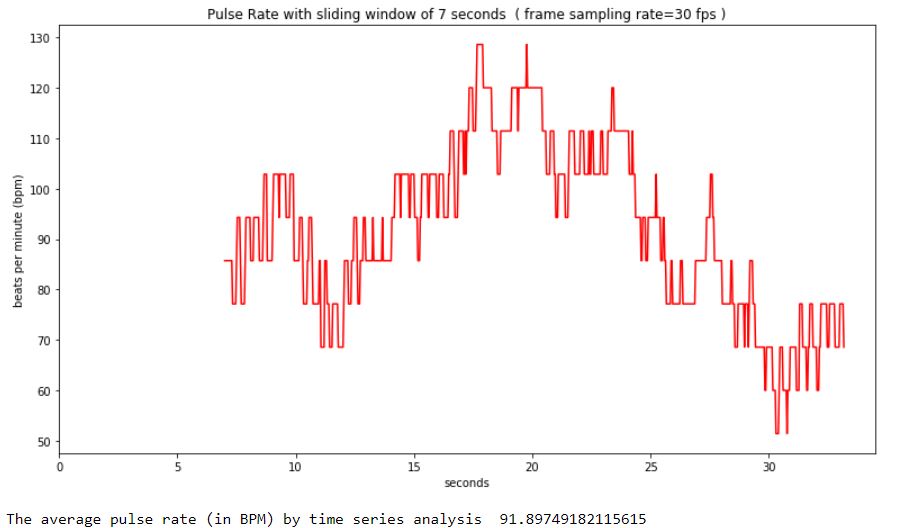 Pulse Rate with sliding window of 7 seconds ( frame sampling rate=30 fps )
130
120
110
100
90
80
70
60
50
beats per minute (bpm)
0 5 10 15 20 25 30
seconds
The average pulse rate (in BPM) by time series analysis 91.89749182115615